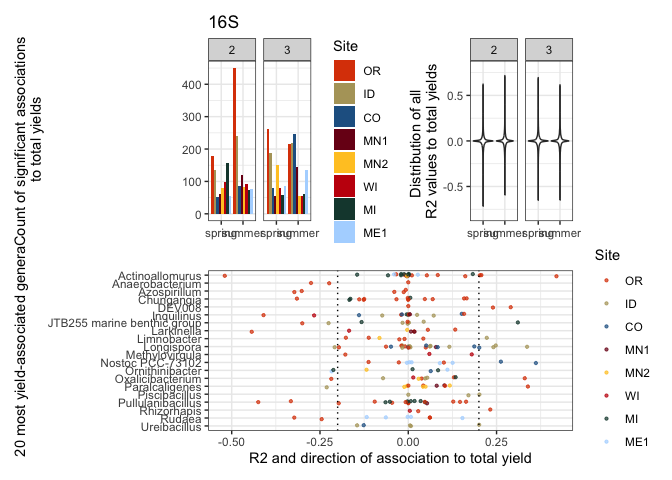 16S
Count of significant associations
to total yields
2
3
400
300
200
100
0
spring
summer
spring
summer
Site
OR
ID
CO
MN1
MN2
WI
MI
ME1
Distribution of all
R2 values to total yields
2
3
0.5
0.0
-0.5
spring
summer
spring
summer
20 most yield-associated genera
Actinoallomurus
Anaerobacterium
Azospirillum
Chungangia
DEV008
Inquilinus
JTB255 marine benthic group
Larkinella
Limnobacter
Longispora
Methylovirgula
Nostoc PCC-73102
Ornithinibacter
Oxalicibacterium
Paracaligenes
Piscibacillus
Pullulanibacillus
Rhizorhapis
Rudaea
Ureibacillus
-0.50
-0.25
0.00
0.25
R2 and direction of association to total yield
Site
OR
ID
CO
MN1
MN2
WI
MI
ME1